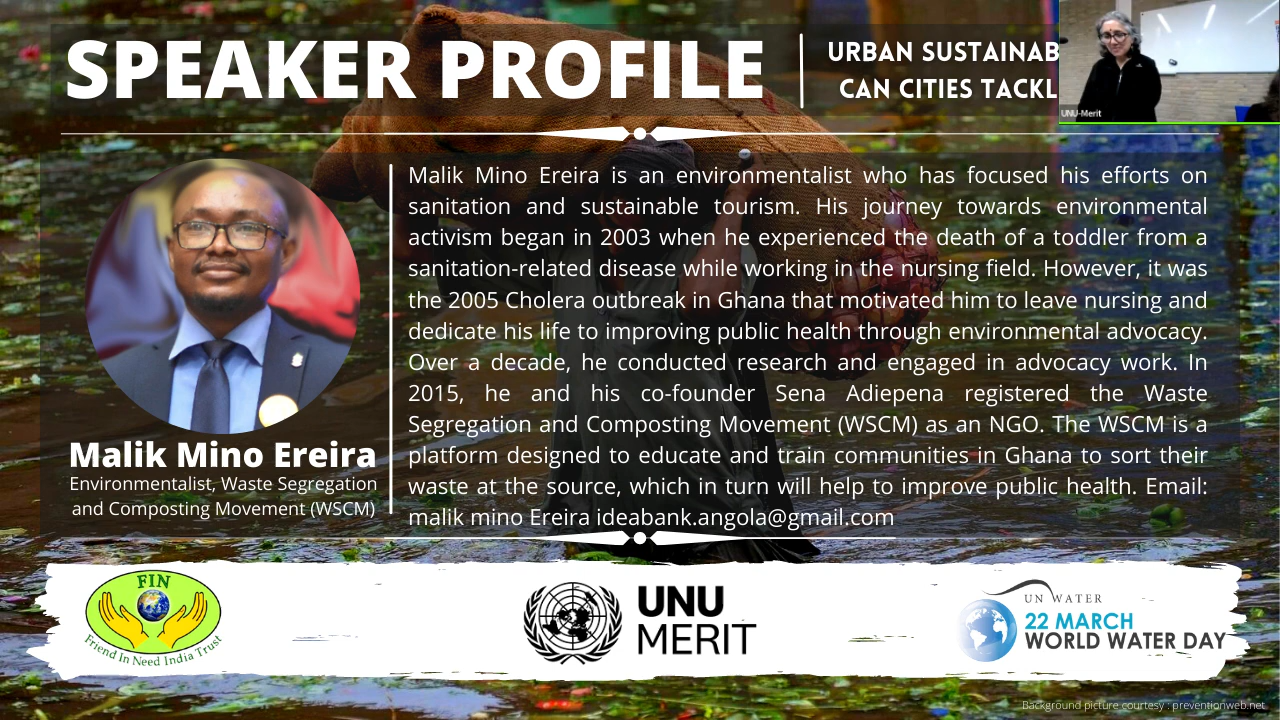 SPEAKER PROFILE
URBAN SUSTAINAB
CAN CITIES TACKL
UNU-Merit
Malik Mino Ereira is an environmentalist who has focused his efforts on
sanitation and sustainable tourism. His journey towards environmental
activism began in 2003 when he experienced the death of a toddler from a
sanitation-related disease while working in the nursing field. However, it was
the 2005 Cholera outbreak in Ghana that motivated him to leave nursing and
dedicate his life to improving public health through environmental advocacy.
Over a decade, he conducted research and engaged in advocacy work. In
2015, he and his co-founder Sena Adiepena registered the Waste
Segregation and Composting Movement (WSCM) as an NGO. The WSCM is a
platform designed to educate and train communities in Ghana to sort their
waste at the source, which in turn will help to improve public health. Email:
malik mino Ereira ideabank.angola@gmail.com
Malik Mino Ereira
Environmentalist, Waste Segregation
and Composting Movement (WSCM)
FIN
Friend In Need India Trust
UNU
MERIT
UN WATER
22 MARCH
WORLD WATER DAY
Background picture courtesy : preventionweb.net